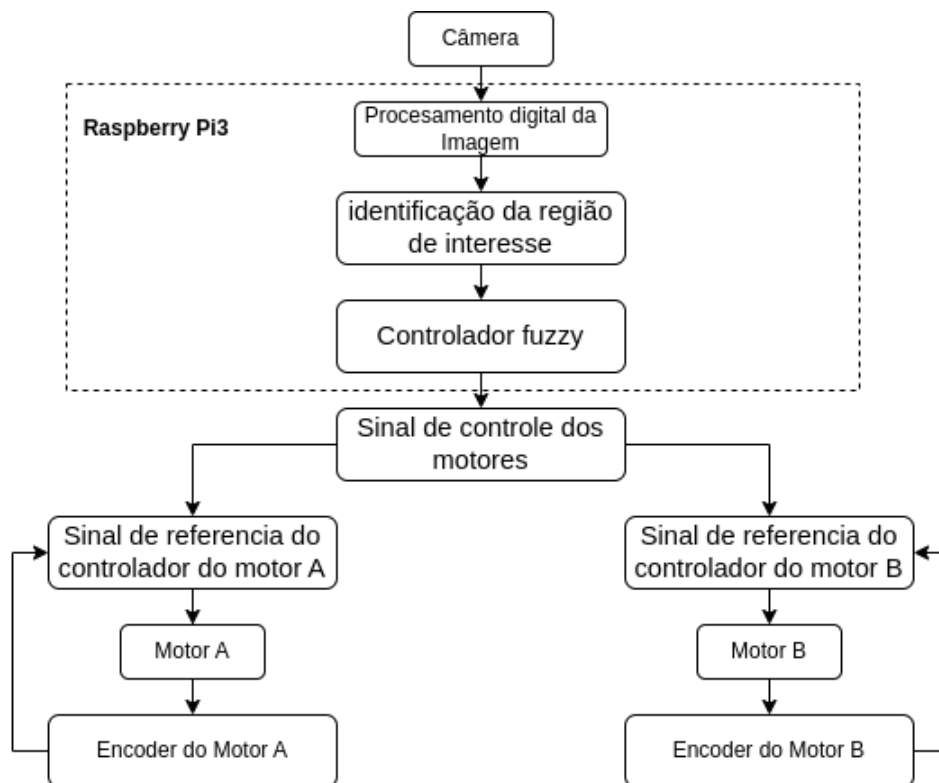 Câmera
Raspberry Pi3
Procesamento digital da
Imagem
identificação da região
de interesse
Controlador fuzzy
Sinal de controle dos
motores
Sinal de referencia do
controlador do motor A
Sinal de referencia do
controlador do motor B
Motor A
Motor B
Encoder do Motor A
Encoder do Motor B